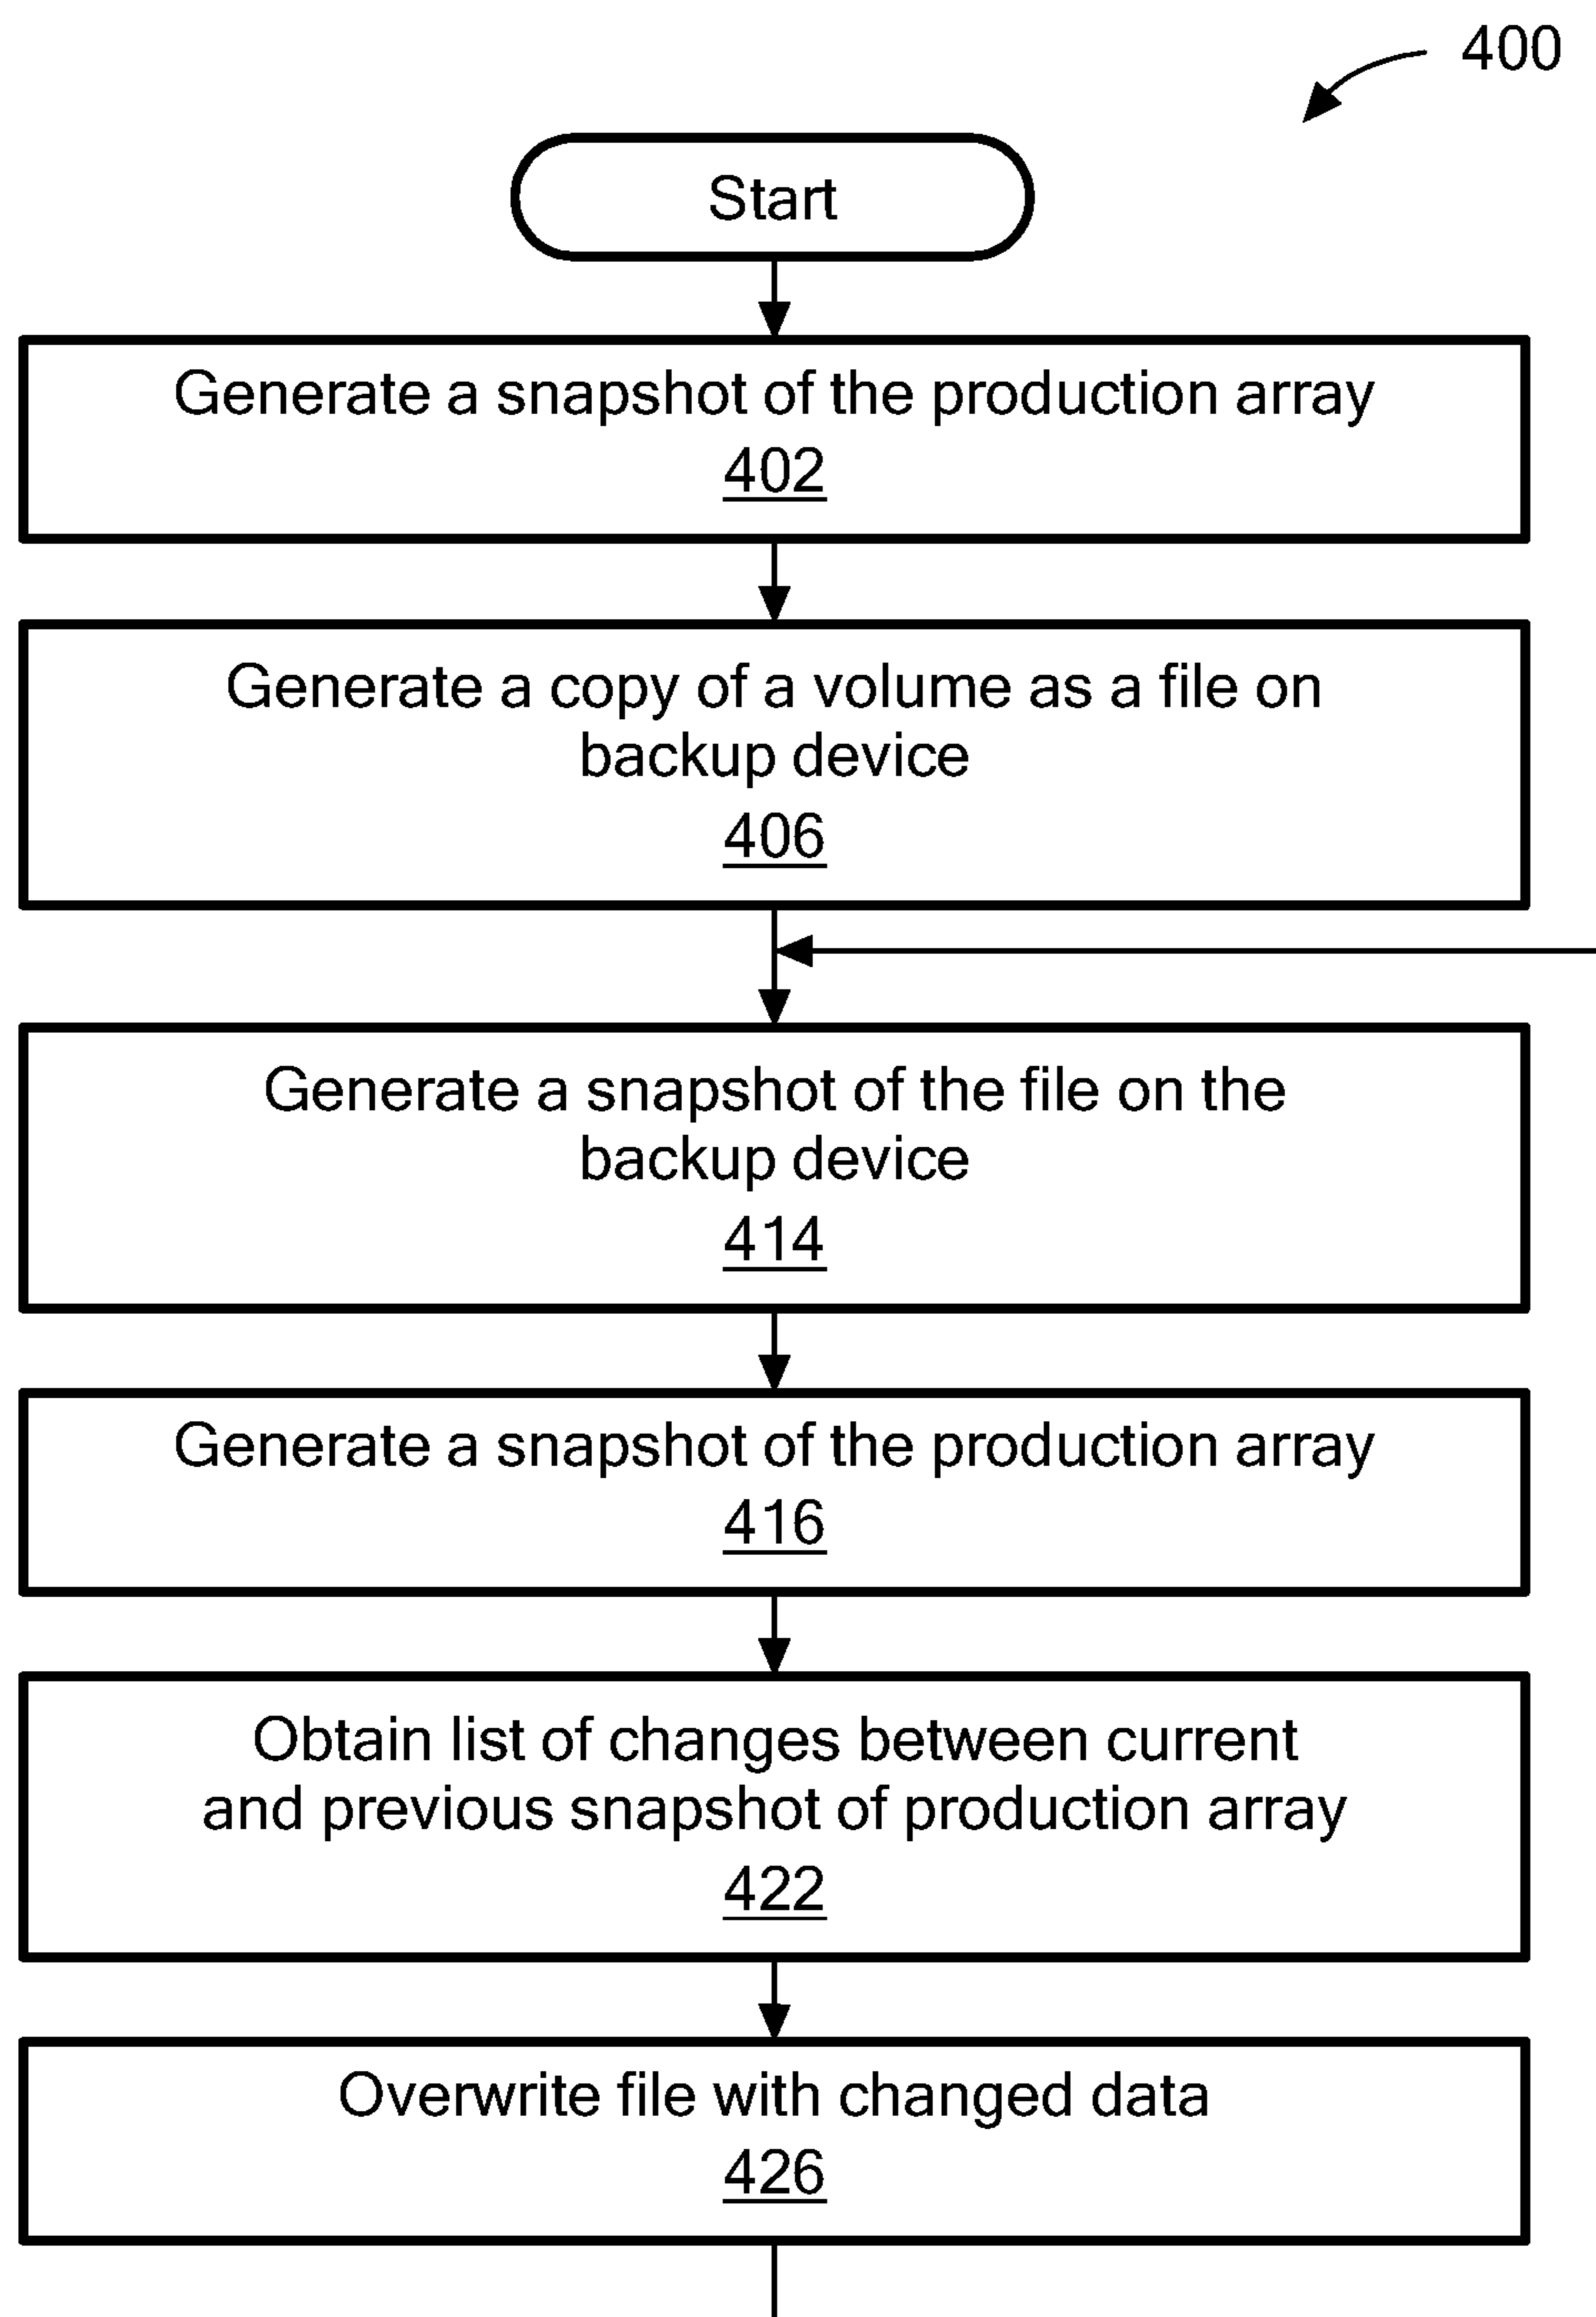 400
Start
Generate a snapshot of the production array
402
Generate a copy of a volume as a file on
backup device
406
Generate a snapshot of the file on the
backup device
414
Generate a snapshot of the production array
416
Obtain list of changes between current
and previous snapshot of production array
422
Overwrite file with changed data
426